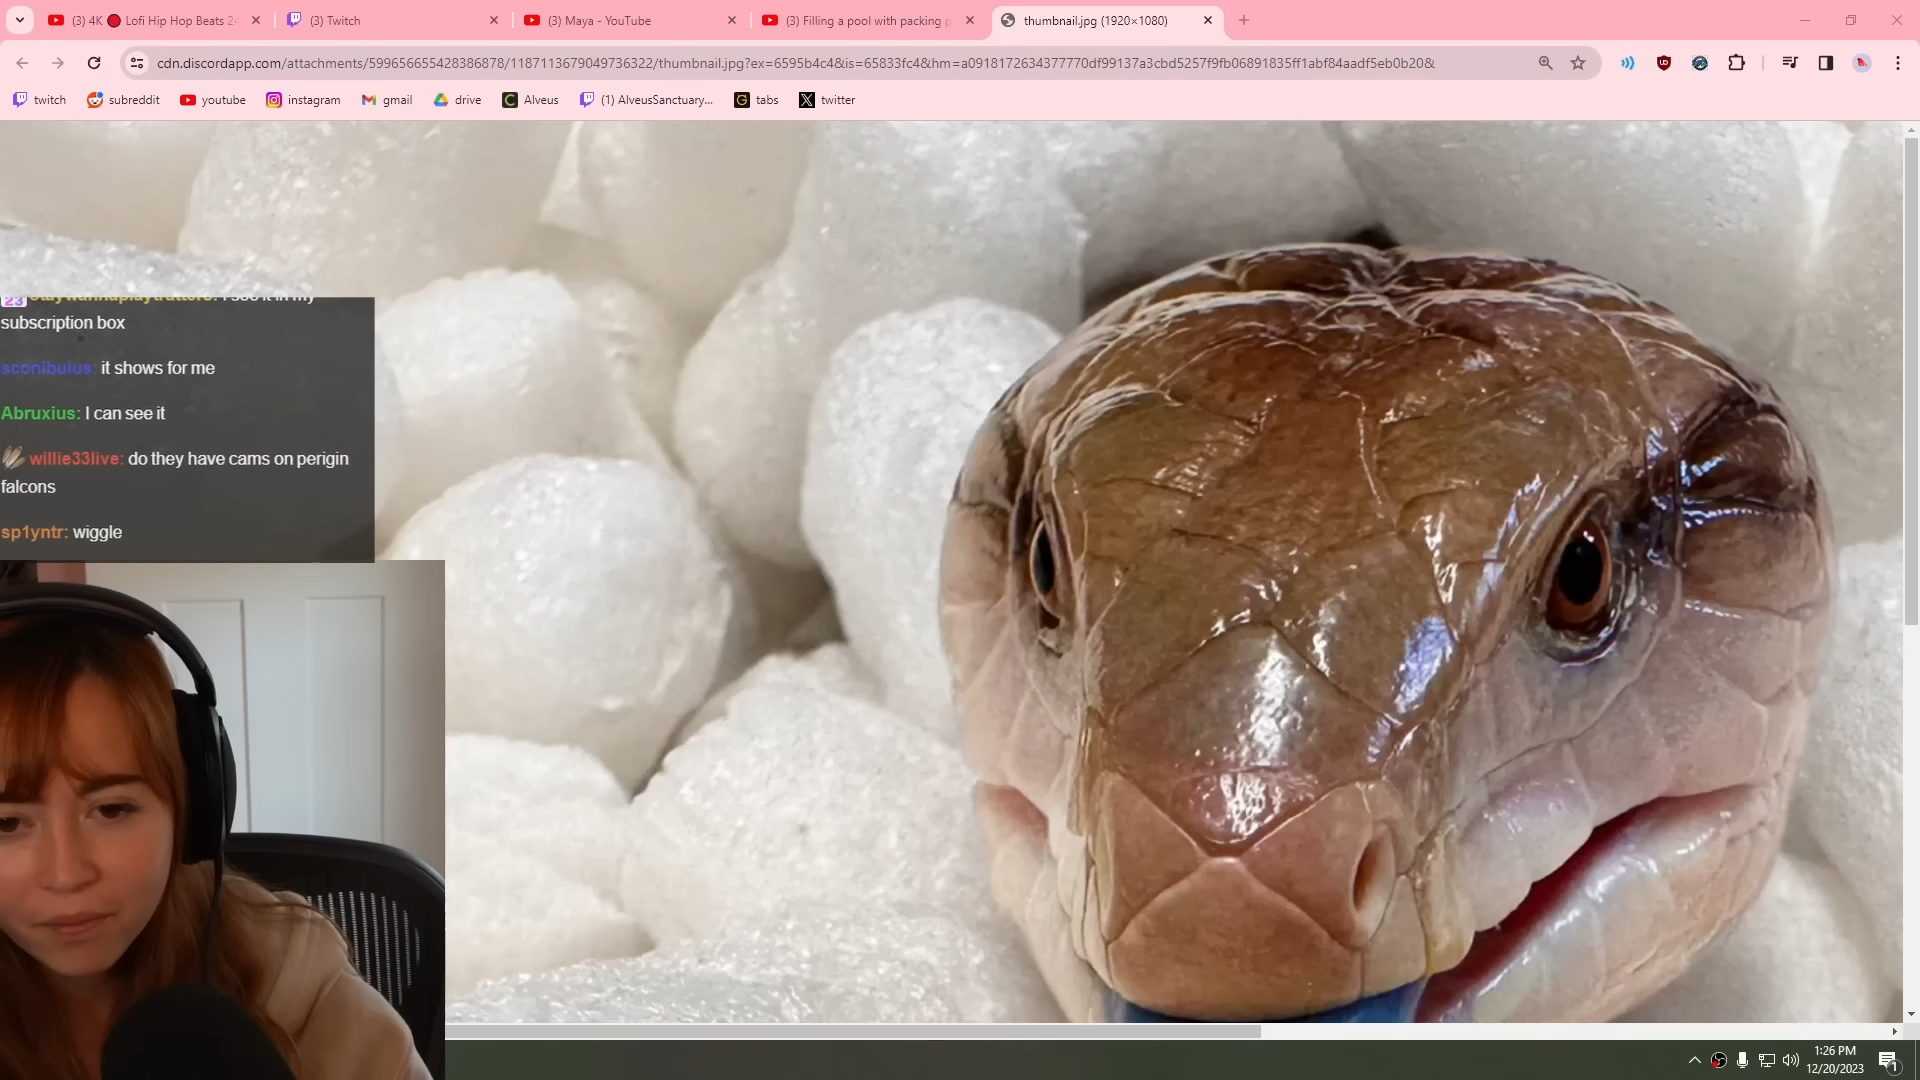 (3) 4K 🔴 Lofi Hip Hop Beats 24
(3) Twitch
(3) Maya - YouTube
(3) Filling a pool with packing p
thumbnail.jpg (1920×1080)
cdn.discordapp.com/attachments/599656655428386878/1187113679049736322/thumbnail.jpg?ex=6595b4c4&is=65833fc4&hm=a0918172634377770df99137a3cbd5257f9fb06891835ff1abf84aadf5eb0b20&
twitch
subreddit
youtube
instagram
gmail
drive
Alveus
(1) AlveusSanctuary...
tabs
twitter
23
subscription box
sconibulus: it shows for me
Abruxius: I can see it
willie33live: do they have cams on perigin
falcons
sp1yntr: wiggle
1:26 PM
12/20/2023
1